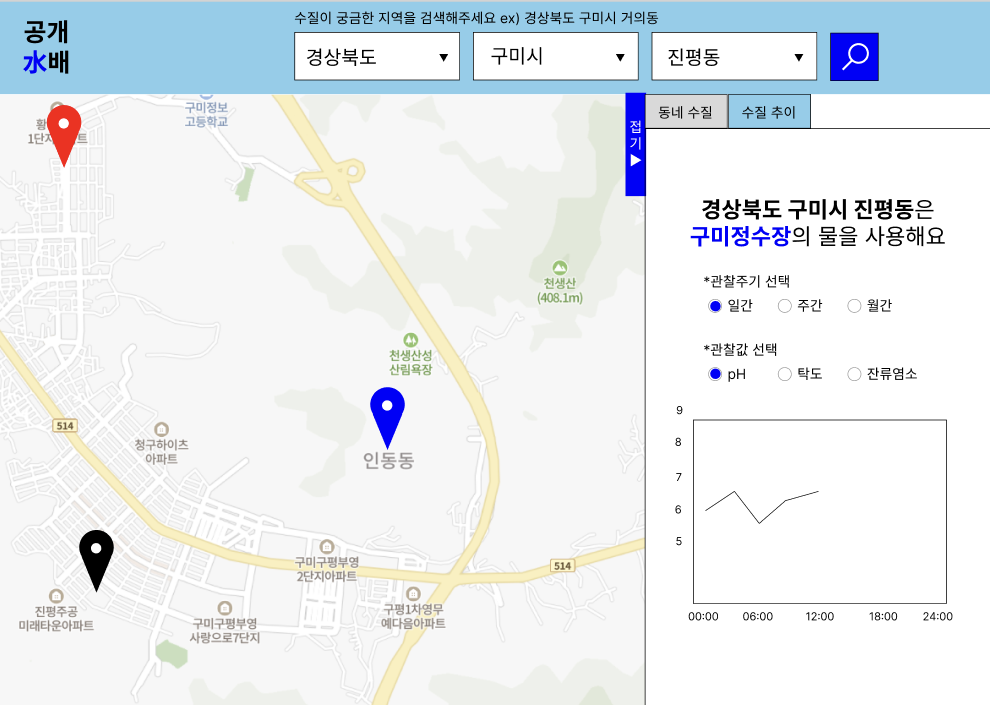 공개
水배
수질이 궁금한 지역을 검색해주세요 ex) 경상북도 구미시 거의동
경상북도 ▼
구미시 ▼
진평동 ▼
접
기
▶
동네 수질
수질 추이
구미정보
고등학교
천생산
(408.1m)
천생산성
산림욕장
인동동
514
청구하이츠
아파트
구미구평부영
2단지아파트
514
진평주공
미래타운아파트
구미구평부영
사랑으로7단지
구평1차영무
예다음아파트
경상북도 구미시 진평동은
구미정수장의 물을 사용해요
*관찰주기 선택
일간 주간 월간
*관찰값 선택
pH 탁도 잔류염소
9
8
7
6
5
00:00 06:00 12:00 18:00 24:00